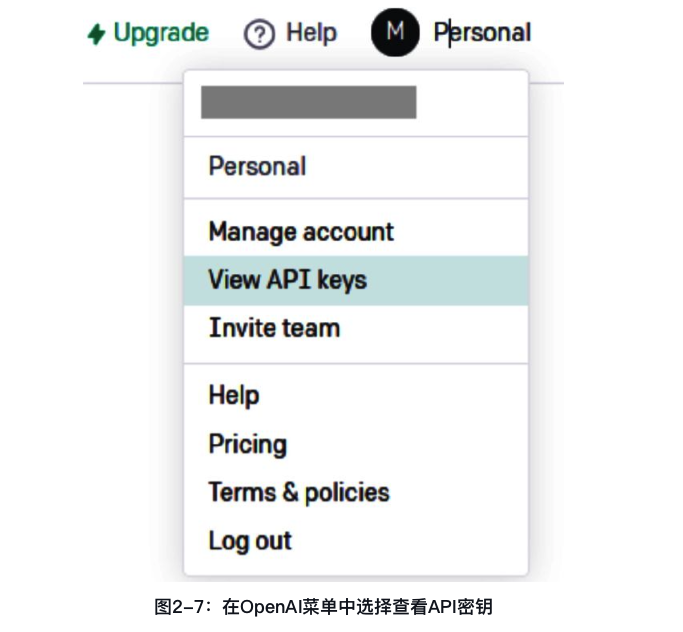 Upgrade Help M Personal
Personal
Manage account
View API keys
Invite team
Help
Pricing
Terms & policies
Log out
图2-7：在OpenAI菜单中选择查看API密钥